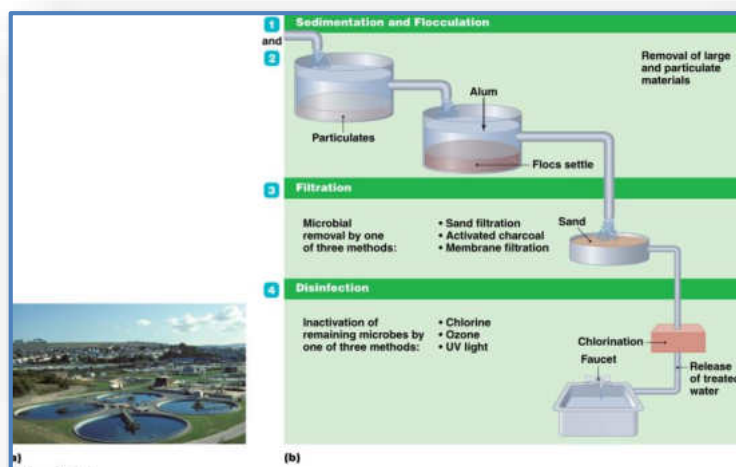 1 Sedimentation and Flocculation
and
2
Removal of large
and particulate
materials
Alum
Particulates
Flocs settle
3 Filtration
Microbial
removal by one
of three methods:
• Sand filtration
• Activated charcoal
• Membrane filtration
Sand
4 Disinfection
Inactivation of
remaining microbes by
one of three methods:
• Chlorine
• Ozone
• UV light
Chlorination
Faucet
Release
of treated
water
(b)